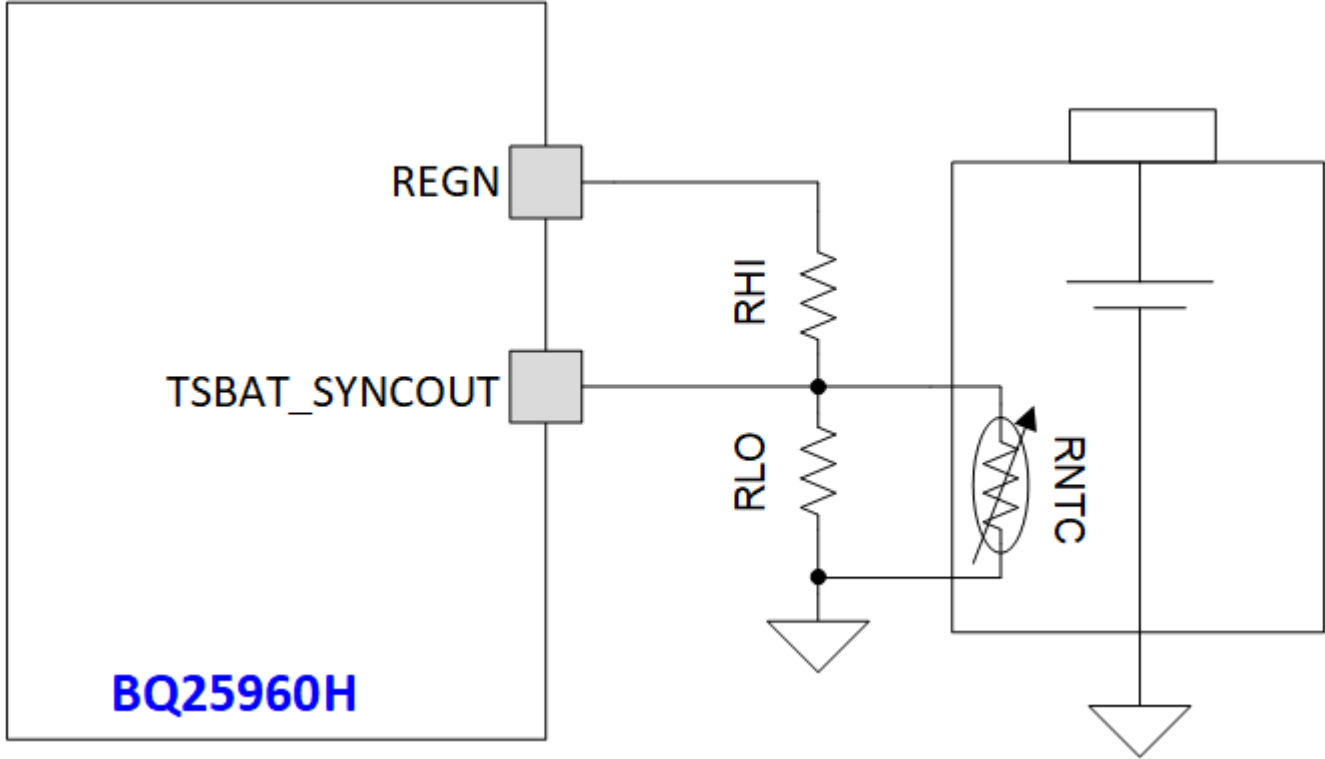 REGN
RHI
TSBAT_SYNCOUT
RLO
RNTC
BQ25960H